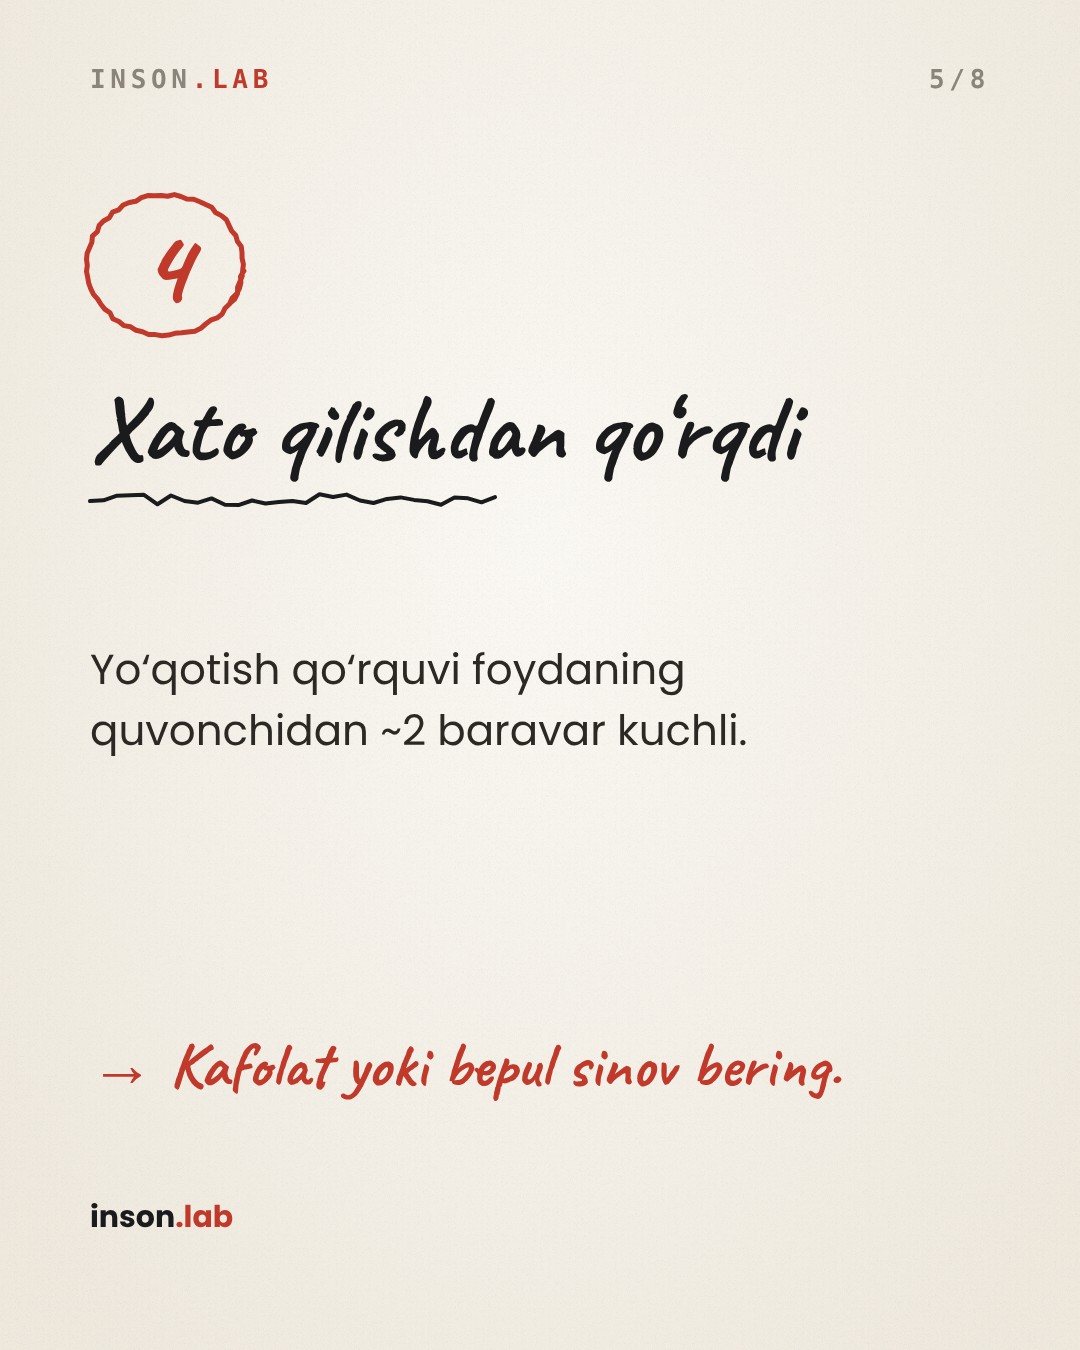 INSON.LAB
5/8
4
Xato qilishdan qo‘rqdi
Yo‘qotish qo‘rquvi foydaning
quvonchidan ~2 baravar kuchli.
→ Kafolat yoki bepul sinov bering.
inson.lab